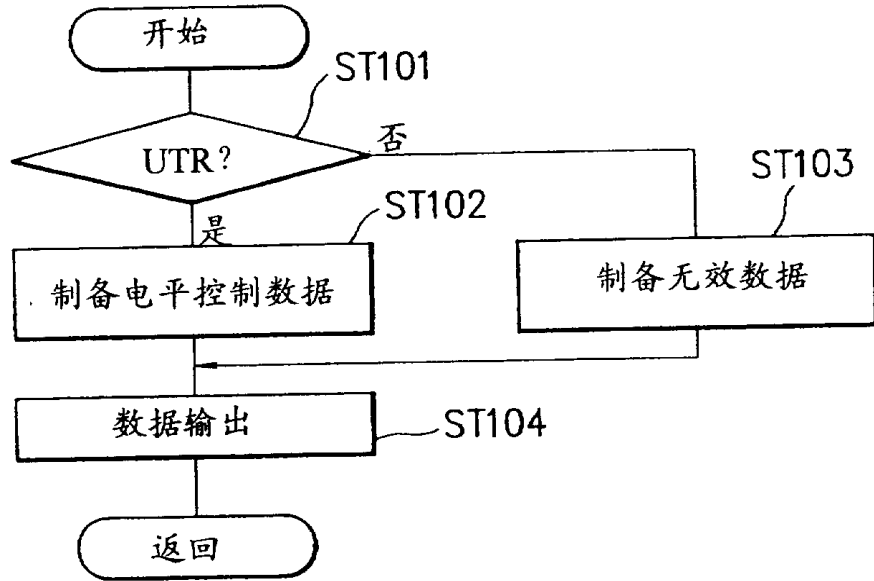 开始
ST101
UTR?
否
ST103
是
ST102
制备电平控制数据
制备无效数据
数据输出
ST104
返回